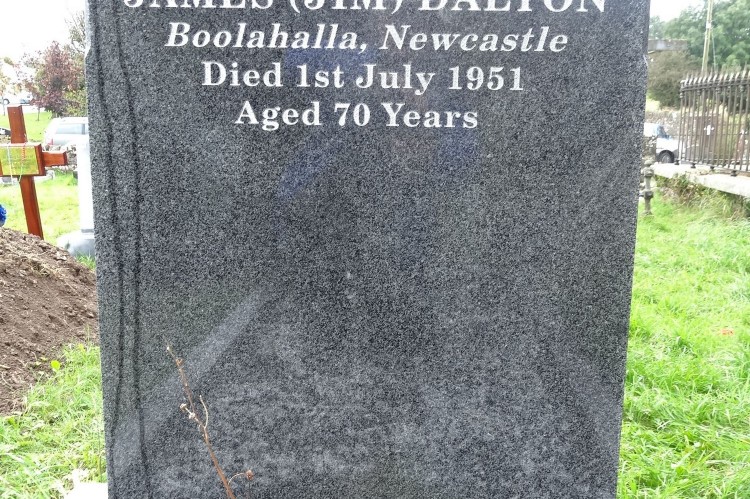 JAMES (JIM) DALTON
Boolahalla, Newcastle
Died 1st July 1951
Aged 70 Years